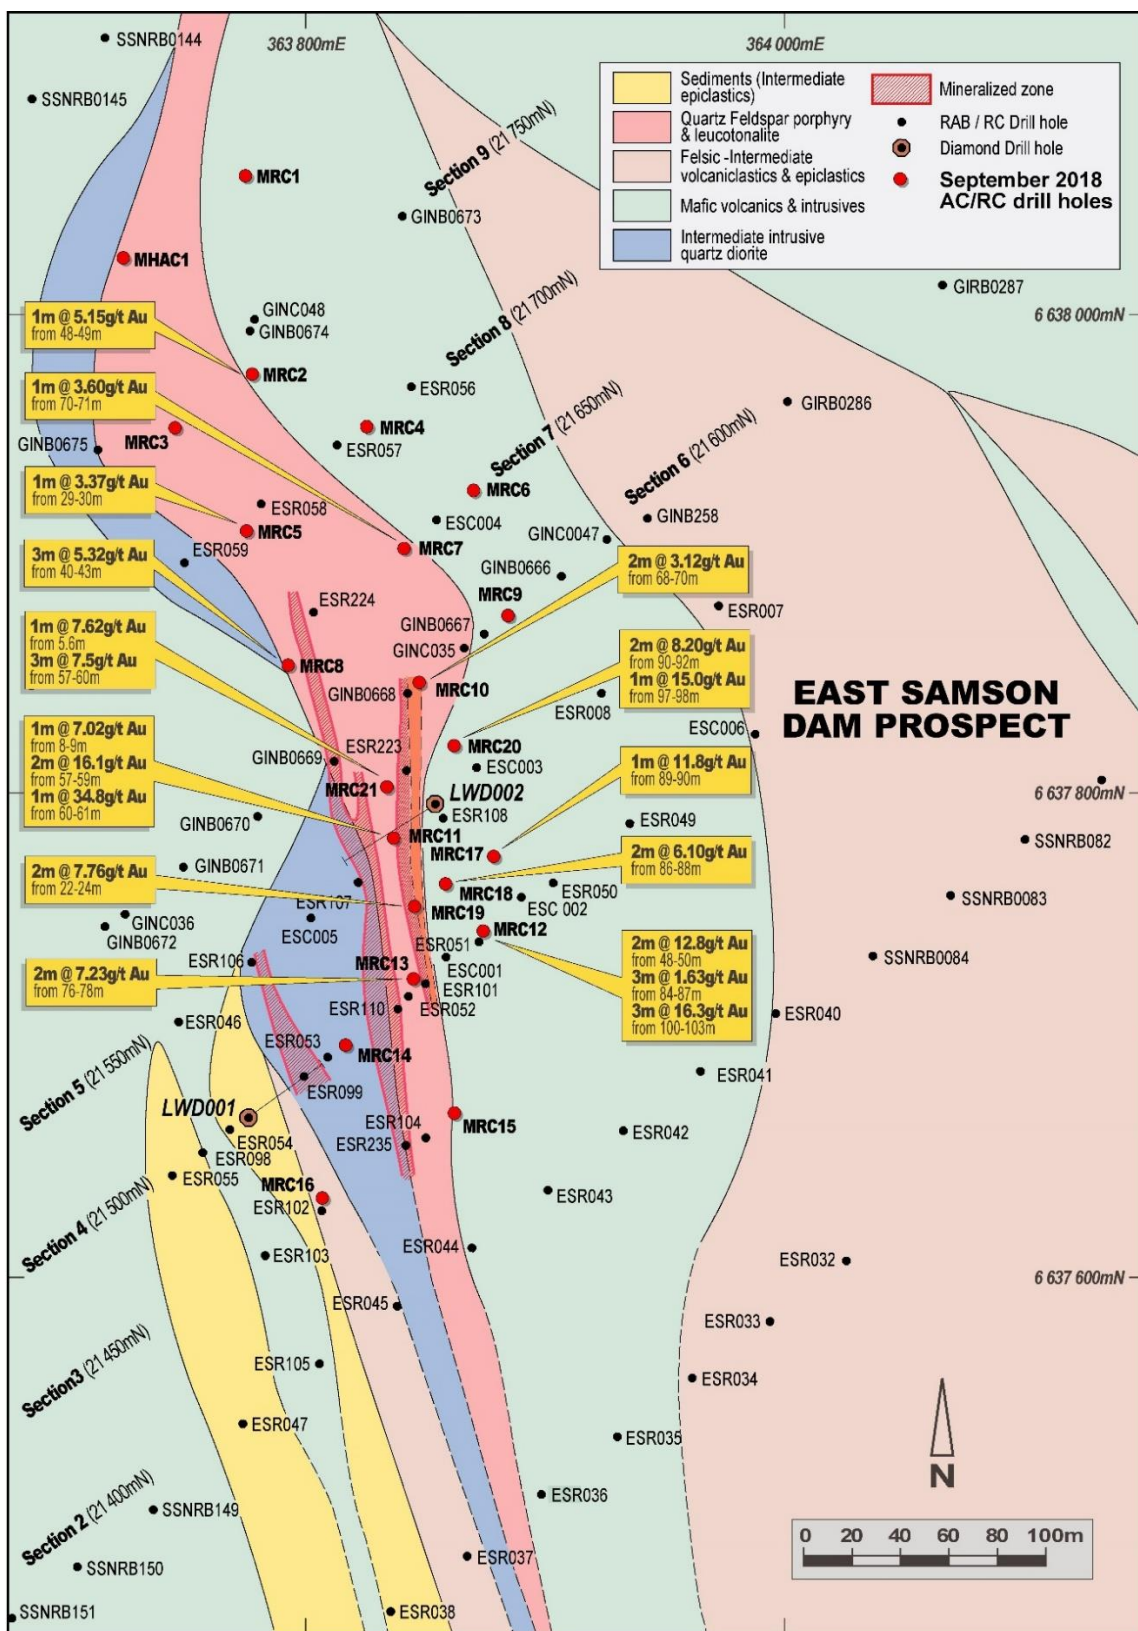 363 800mE
364 000mE
SSNRB0144
SSNRB0145
Sediments (Intermediate
epiclastics)
Quartz Feldspar porphyry
& leucotonalite
Felsic -Intermediate
volcaniclastics & epiclastics
Mafic volcanics & intrusives
Intermediate intrusive
quartz diorite
Mineralized zone
RAB / RC Drill hole
Diamond Drill hole
September 2018
AC/RC drill holes
Section 9 (21 750mN)
MRC1
GINB0673
MHAC1
GIRB0287
6 638 000mN
1m @ 5.15g/t Au
from 48-49m
GINC048
GINB0674
Section 8 (21 700mN)
MRC2
ESR056
GIRB0286
1m @ 3.60g/t Au
from 70-71m
MRC3
MRC4
GINB0675
ESR057
Section 7 (21 650mN)
Section 6 (21 600mN)
1m @ 3.37g/t Au
from 29-30m
MRC6
ESR058
ESC004
GINB258
MRC5
GINC0047
ESR059
MRC7
3m @ 5.32g/t Au
from 40-43m
2m @ 3.12g/t Au
from 68-70m
GINB0666
ESR224
MRC9
ESR007
1m @ 7.62g/t Au
from 5.6m
3m @ 7.5g/t Au
from 57-60m
GINB0667
GINC035
MRC8
2m @ 8.20g/t Au
from 90-92m
1m @ 15.0g/t Au
from 97-98m
MRC10
GINB0668
ESR008
EAST SAMSON
DAM PROSPECT
ESC006
1m @ 7.02g/t Au
from 8-9m
2m @ 16.1g/t Au
from 57-59m
1m @ 34.8g/t Au
from 60-61m
ESR223
MRC20
GINB0669
ESC003
1m @ 11.8g/t Au
from 89-90m
MRC21
LWD002
6 637 800mN
GINB0670
ESR108
ESR049
MRC11
SSNRB082
MRC17
2m @ 6.10g/t Au
from 86-88m
2m @ 7.76g/t Au
from 22-24m
GINB0671
MRC18
ESR050
SSNRB0083
ESR107
ESC 002
GINC036
ESC005
MRC19
MRC12
GINB0672
2m @ 12.8g/t Au
from 48-50m
3m @ 1.63g/t Au
from 84-87m
3m @ 16.3g/t Au
from 100-103m
ESR051
ESR106
ESC001
SSNRB0084
2m @ 7.23g/t Au
from 76-78m
MRC13
ESR101
ESR052
ESR110
ESR046
ESR040
ESR053
MRC14
ESR041
ESR099
Section 5 (21 550mN)
LWD001
ESR104
MRC15
ESR054
ESR042
ESR098
ESR235
ESR055
MRC16
ESR043
ESR102
Section 4 (21 500mN)
ESR103
ESR044
ESR032
6 637 600mN
ESR045
ESR033
Section3 (21 450mN)
ESR105
ESR034
ESR047
ESR035
N
ESR036
Section 2 (21 400mN)
SSNRB149
0 20 40 60 80 100m
ESR037
SSNRB150
ESR038
SSNRB151